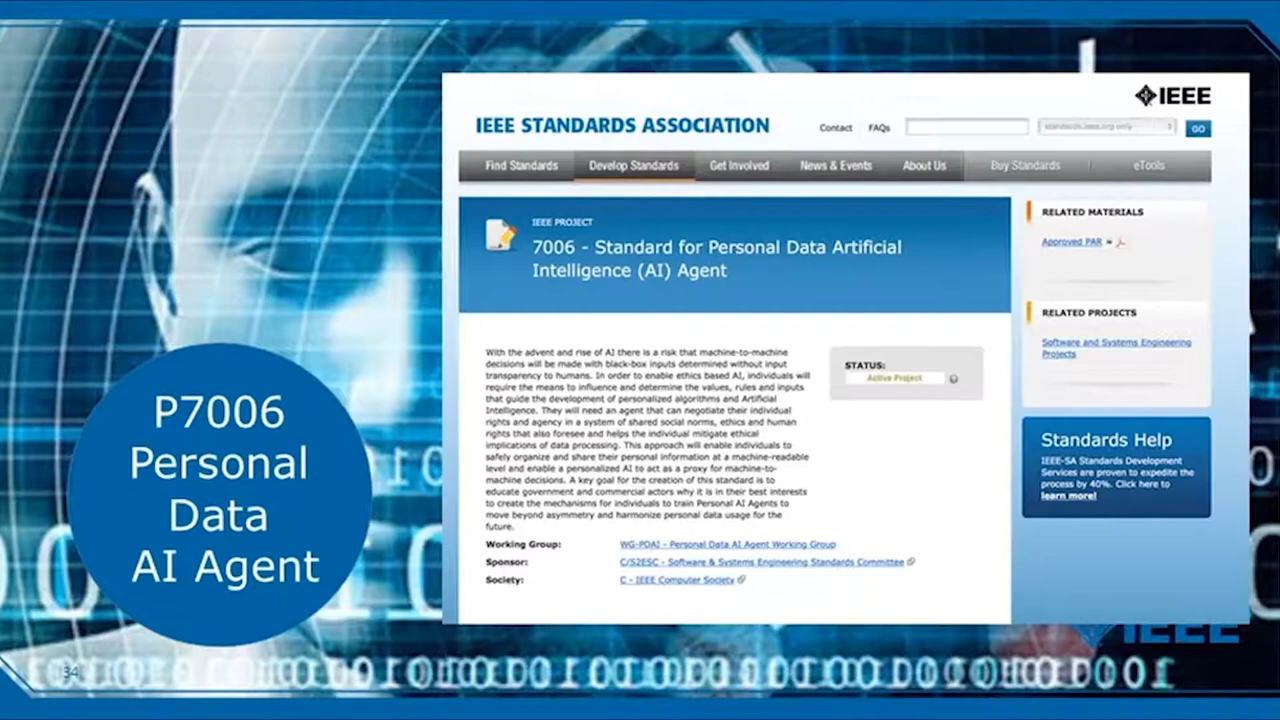 IEEE
IEEE STANDARDS ASSOCIATION
Contact
FAQs
standards.ieee.org only
GO
Find Standards
Develop Standards
Get Involved
News & Events
About Us
Buy Standards
eTools
IEEE PROJECT
7006 - Standard for Personal Data Artificial
Intelligence (AI) Agent
With the advent and rise of AI there is a risk that machine-to-machine
decisions will be made with black-box inputs determined without input
transparency to humans. In order to enable ethics based AI, individuals will
require the means to influence and determine the values, rules and inputs
that guide the development of personalized algorithms and Artificial
Intelligence. They will need an agent that can negotiate their individual
rights and agency in a system of shared social norms, ethics and human
rights that also foresee and helps the individual mitigate ethical
implications of data processing. This approach will enable individuals to
safely organize and share their personal information at a machine-readable
level and enable a personalized AI to act as a proxy for machine-to-
machine decisions. A key goal for the creation of this standard is to
educate government and commercial actors why it is in their best interests
to create the mechanisms for individuals to train Personal AI Agents to
move beyond asymmetry and harmonize personal data usage for the
future.
Working Group:
WG-PDAI - Personal Data AI Agent Working Group
Sponsor:
C/S2ESC - Software & Systems Engineering Standards Committee
Society:
C - IEEE Computer Society
STATUS:
Active Project
RELATED MATERIALS
Approved PAR
RELATED PROJECTS
Software and Systems Engineering
Projects
Standards Help
IEEE-SA Standards Development
Services are proven to expedite the
process by 40%. Click here to
learn more!
P7006
Personal
Data
AI Agent
IEEE
34